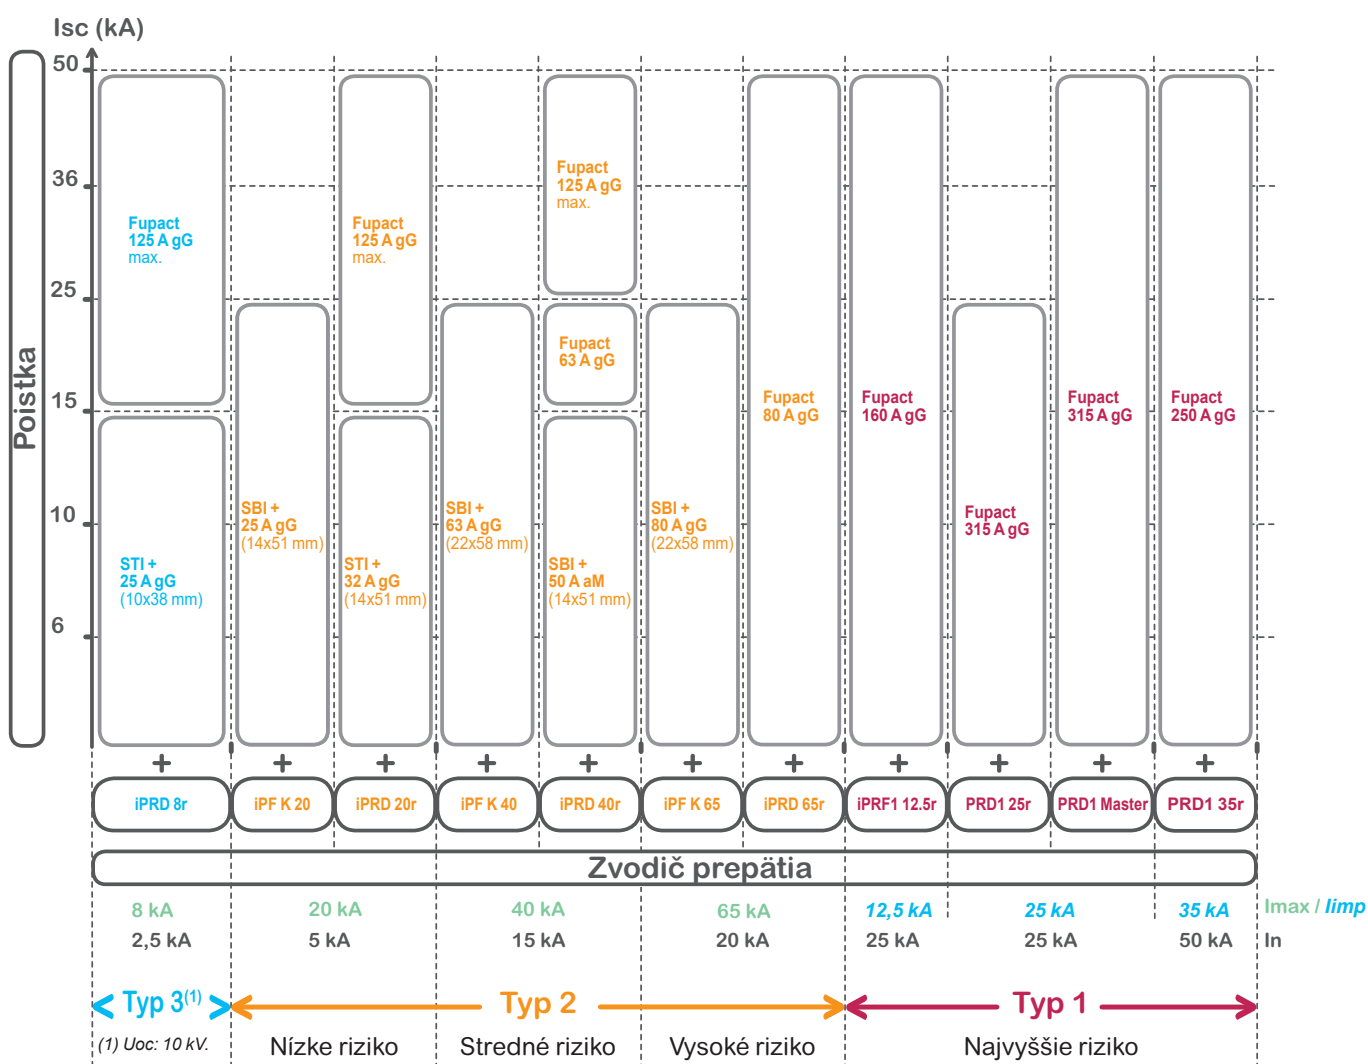 Isc (kA)
50
36
25
15
10
6
Poistka
Fupact
125 A gG
max.
STI +
25 A gG
(10x38 mm)
SBI +
25 A gG
(14x51 mm)
Fupact
125 A gG
max.
STI +
32 A gG
(14x51 mm)
SBI +
63 A gG
(22x58 mm)
Fupact
125 A gG
max.
Fupact
63 A gG
SBI +
50 A aM
(14x51 mm)
SBI +
80 A gG
(22x58 mm)
Fupact
80 A gG
Fupact
160 A gG
Fupact
315 A gG
Fupact
315 A gG
Fupact
250 A gG
+ + + + + + + + + + +
iPRD 8r iPF K 20 iPRD 20r iPF K 40 iPRD 40r iPF K 65 iPRD 65r iPRF1 12.5r PRD1 25r PRD1 Master PRD1 35r
Zvodič prepätia
8 kA 20 kA 40 kA 65 kA 12,5 kA 25 kA 35 kA Imax / Iimp
2,5 kA 5 kA 15 kA 20 kA 25 kA 25 kA 50 kA In
Typ 3(1) Typ 2 Typ 1
(1) Uoc: 10 kV. Nízke riziko Stredné riziko Vysoké riziko Najvyššie riziko